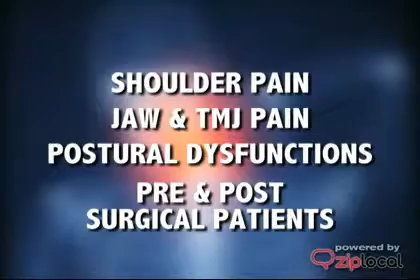 SHOULDER PAIN
JAW & TMJ PAIN
POSTURAL DYSFUNCTIONS
PRE & POST
SURGICAL PATIENTS
powered by
ziplocal